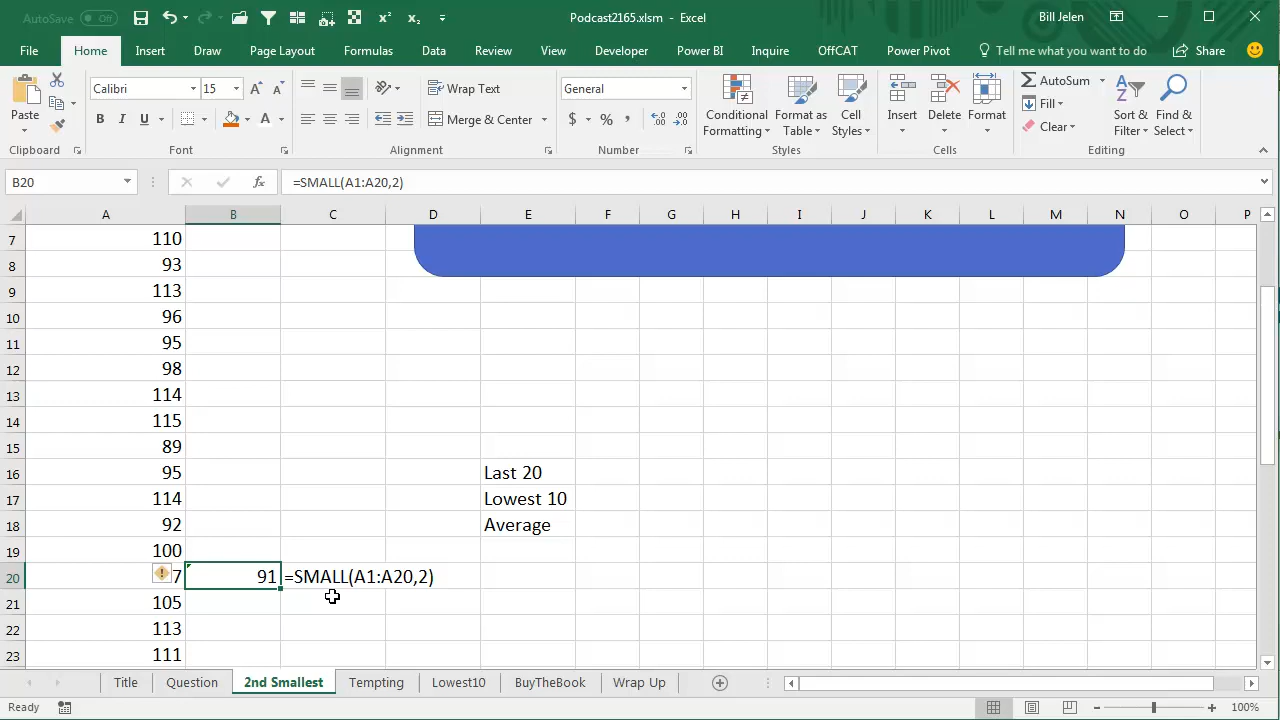 AutoSave Off Podcast2165.xlsm - Excel Bill Jelen
File Home Insert Draw Page Layout Formulas Data Review View Developer Power BI Inquire OffCAT Power Pivot Tell me what you want to do Share
Calibri 15 Wrap Text General AutoSum
Fill
Paste B I U Merge & Center $ % , Conditional Formatting Format as Table Cell Styles Insert Delete Format Clear Sort & Filter Find & Select
Clipboard Font Alignment Number Styles Cells Editing
B20 fx =SMALL(A1:A20,2)
A B C D E F G H I J K L M N O P
7 110
8 93
9 113
10 96
11 95
12 98
13 114
14 115
15 89
16 95 Last 20
17 114 Lowest 10
18 92 Average
19 100
20 7 91 =SMALL(A1:A20,2)
21 105
22 113
23 111
Title Question 2nd Smallest Tempting Lowest10 BuyTheBook Wrap Up
Ready 100%